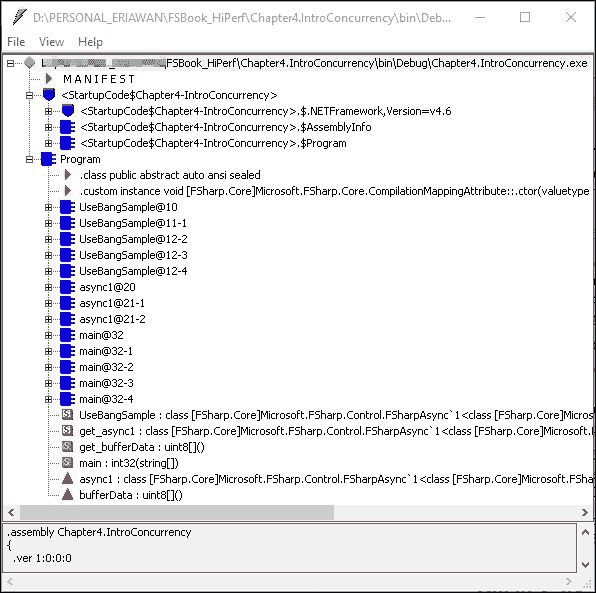 D:\PERSONAL_ERIAWAN\FSBook_HiPerf\Chapter4.IntroConcurrency\bin\Deb...
File View Help
\FSBook_HiPerf\Chapter4.IntroConcurrency\bin\Debug\Chapter4.IntroConcurrency.exe
M A N I F E S T
<StartupCode$Chapter4-IntroConcurrency>
<StartupCode$Chapter4-IntroConcurrency>.$.NETFramework,Version=v4.6
<StartupCode$Chapter4-IntroConcurrency>.$AssemblyInfo
<StartupCode$Chapter4-IntroConcurrency>.$Program
Program
.class public abstract auto ansi sealed
.custom instance void [FSharp.Core]Microsoft.FSharp.Core.CompilationMappingAttribute::.ctor(valuetype
UseBangSample@10
UseBangSample@11-1
UseBangSample@12-2
UseBangSample@12-3
UseBangSample@12-4
async1@20
async1@21-1
async1@21-2
main@32
main@32-1
main@32-2
main@32-3
main@32-4
UseBangSample : class [FSharp.Core]Microsoft.FSharp.Control.FSharpAsync`1<class [FSharp.Core]Micros
get_async1 : class [FSharp.Core]Microsoft.FSharp.Control.FSharpAsync`1<class [FSharp.Core]Microsoft.
get_bufferData : uint8[]()
main : int32(string[])
async1 : class [FSharp.Core]Microsoft.FSharp.Control.FSharpAsync`1<class [FSharp.Core]Microsoft.FSha
bufferData : uint8[]()
.assembly Chapter4.IntroConcurrency
{
.ver 1:0:0:0